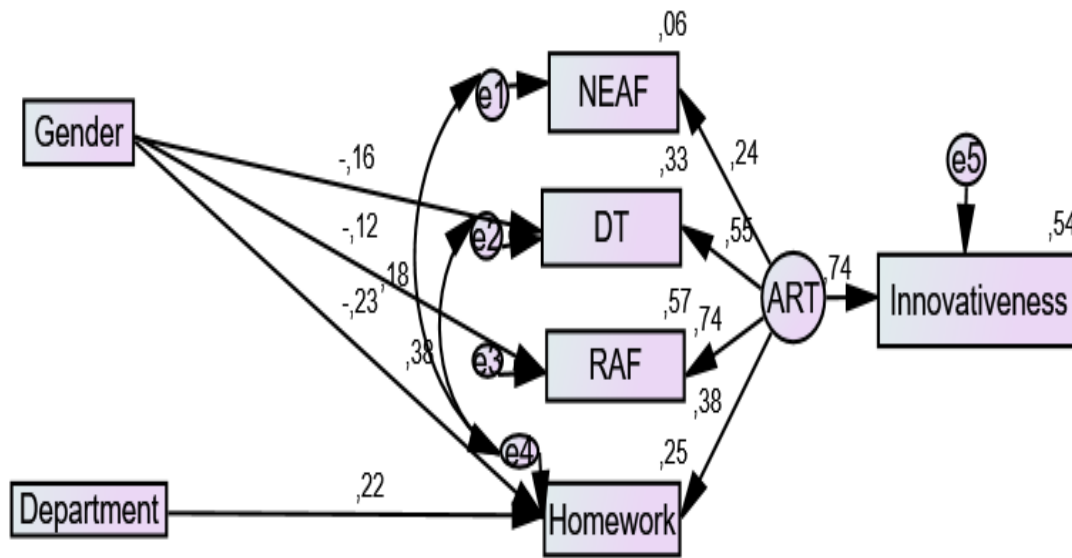 ,06
NEAF
e1
Gender
,33
,24
e5
-,16
DT
e2
,55
,54
-,12
,18
ART
,74
Innovativeness
-,23
,57
,74
,38
e3
RAF
,38
e4
,25
,22
Department
Homework